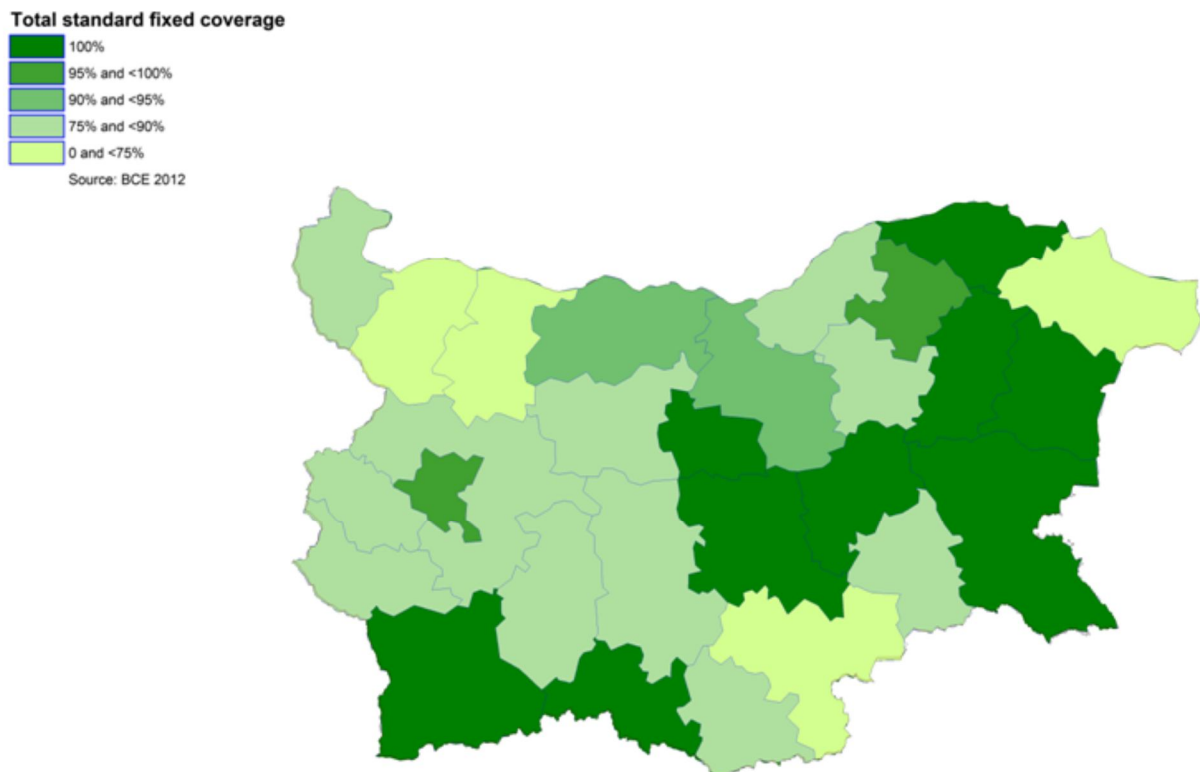 Total standard fixed coverage
100%
95% and <100%
90% and <95%
75% and <90%
0 and <75%
Source: BCE 2012